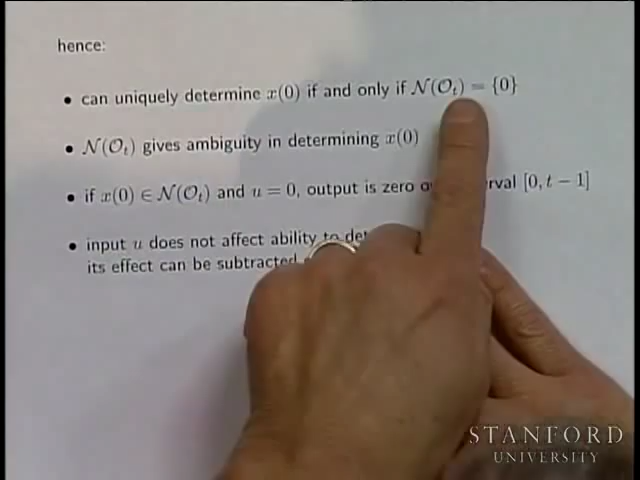 hence:
• can uniquely determine x(0) if and only if 𝒩(𝒪ₜ) = {0}
• 𝒩(𝒪ₜ) gives ambiguity in determining x(0)
• if x(0) ∈ 𝒩(𝒪ₜ) and u = 0, output is zero [0, t − 1]
• input u does not affect ability to
its effect can be subtracted
STANFORD
UNIVERSITY